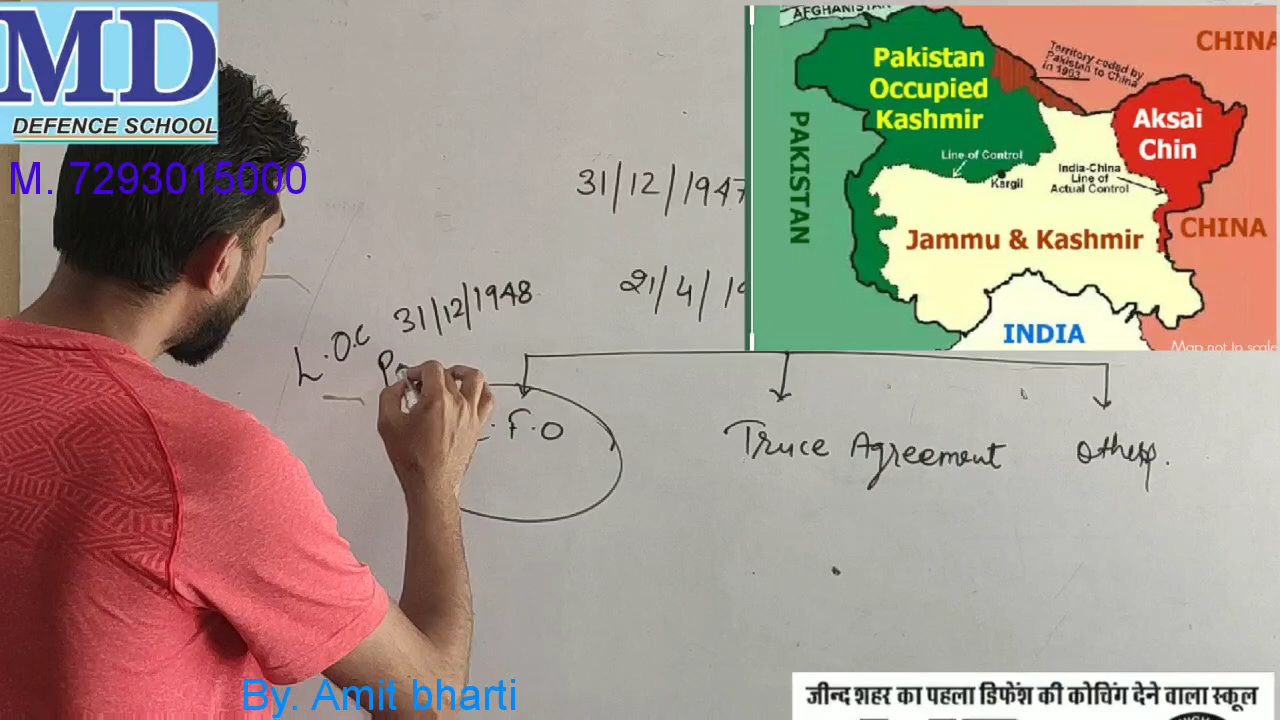 MD
DEFENCE SCHOOL
M. 7293015000
AFGHANISTAN
CHINA
Pakistan
Occupied
Kashmir
Territory ceded by
Pakistan to China
in 1963
Aksai
Chin
PAKISTAN
Line of Control
Kargil
India-China
Line of
Actual Control
CHINA
Jammu & Kashmir
INDIA
Map not to scale
31/12/1947
21/4/19
L.O.C 31/12/1948
F.O
Truce Agreement
By. Amit bharti
जीन्द शहर का पहला डिफेंश की कोचिंग देने वाला स्कूल